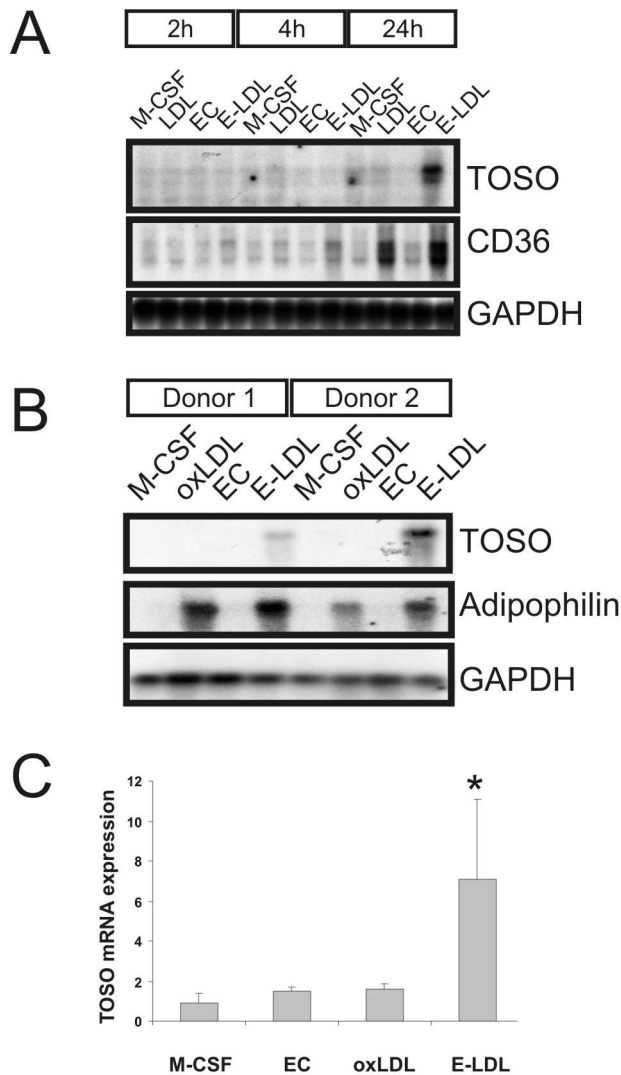 A
2h 4h 24h
M-CSF LDL EC E-LDL M-CSF LDL EC E-LDL M-CSF LDL EC E-LDL
TOSO
CD36
GAPDH
B
Donor 1 Donor 2
M-CSF oxLDL EC E-LDL M-CSF oxLDL EC E-LDL
TOSO
Adipophilin
GAPDH
C
TOSO mRNA expression
12
10
8
6
4
2
0
*
M-CSF EC oxLDL E-LDL